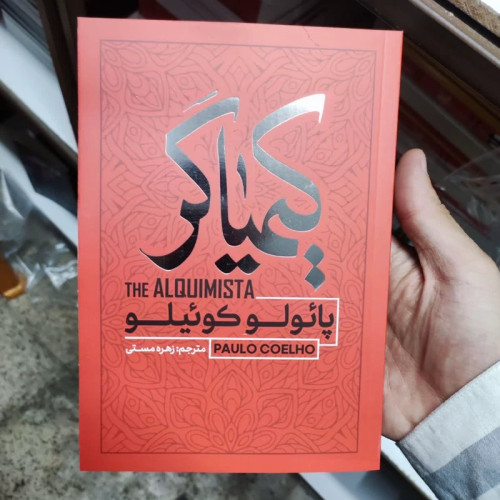 کیمیاگر
THE ALQUIMISTA
پائولو کوئیلو
PAULO COELHO مترجم: زهره مستی